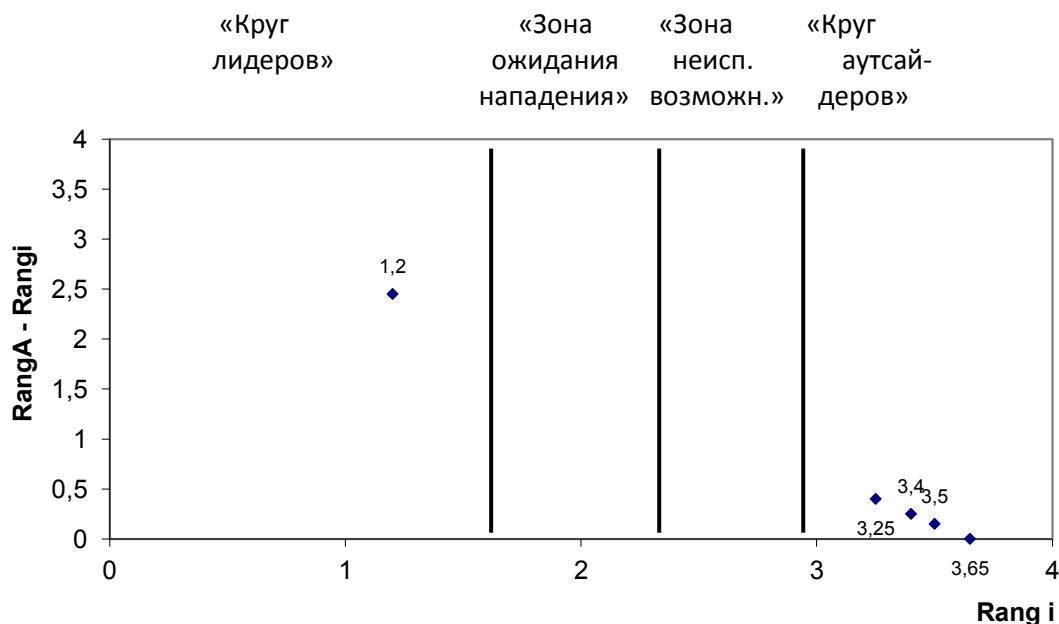 «Круг
лидеров»
«Зона
ожидания
нападения»
«Зона
неисп.
возможн.»
«Круг
аутсай-
деров»
4
3,5
3
2,5
2
1,5
1
0,5
0
RangA - Rangi
1,2
3,25
3,4
3,5
3,65
0 1 2 3 4
Rang i